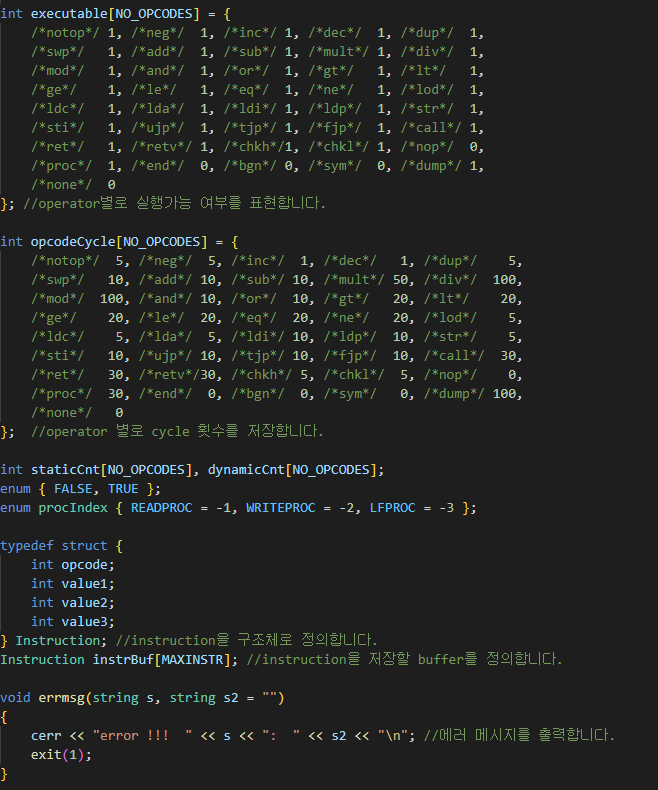 int executable[NO_OPCODES] = {
    /*notop*/ 1, /*neg*/  1, /*inc*/ 1, /*dec*/  1, /*dup*/  1,
    /*swp*/   1, /*add*/  1, /*sub*/ 1, /*mult*/ 1, /*div*/  1,
    /*mod*/   1, /*and*/  1, /*or*/  1, /*gt*/   1, /*lt*/   1,
    /*ge*/    1, /*le*/   1, /*eq*/  1, /*ne*/   1, /*lod*/  1,
    /*ldc*/   1, /*lda*/  1, /*ldi*/ 1, /*ldp*/  1, /*str*/  1,
    /*sti*/   1, /*ujp*/  1, /*tjp*/ 1, /*fjp*/  1, /*call*/ 1,
    /*ret*/   1, /*retv*/ 1, /*chkh*/1, /*chkl*/ 1, /*nop*/  0,
    /*proc*/  1, /*end*/  0, /*bgn*/ 0, /*sym*/  0, /*dump*/ 1,
    /*none*/  0
}; //operator별로 실행가능 여부를 표현합니다.
int opcodeCycle[NO_OPCODES] = {
    /*notop*/  5, /*neg*/  5, /*inc*/  1, /*dec*/   1, /*dup*/    5,
    /*swp*/   10, /*add*/ 10, /*sub*/ 10, /*mult*/ 50, /*div*/  100,
    /*mod*/  100, /*and*/ 10, /*or*/  10, /*gt*/   20, /*lt*/    20,
    /*ge*/    20, /*le*/  20, /*eq*/  20, /*ne*/   20, /*lod*/    5,
    /*ldc*/    5, /*lda*/  5, /*ldi*/ 10, /*ldp*/  10, /*str*/    5,
    /*sti*/   10, /*ujp*/ 10, /*tjp*/ 10, /*fjp*/  10, /*call*/  30,
    /*ret*/   30, /*retv*/30, /*chkh*/ 5, /*chkl*/  5, /*nop*/    0,
    /*proc*/  30, /*end*/  0, /*bgn*/  0, /*sym*/   0, /*dump*/ 100,
    /*none*/   0
};  //operator 별로 cycle 횟수를 저장합니다.
int staticCnt[NO_OPCODES], dynamicCnt[NO_OPCODES];
enum { FALSE, TRUE };
enum procIndex { READPROC = -1, WRITEPROC = -2, LFPROC = -3 };
typedef struct {
    int opcode;
    int value1;
    int value2;
    int value3;
} Instruction; //instruction을 구조체로 정의합니다.
Instruction instrBuf[MAXINSTR]; //instruction을 저장할 buffer를 정의합니다.
void errmsg(string s, string s2 = "")
{
    cerr << "error !!!  " << s << ":  " << s2 << "\n"; //에러 메시지를 출력합니다.
    exit(1);
}